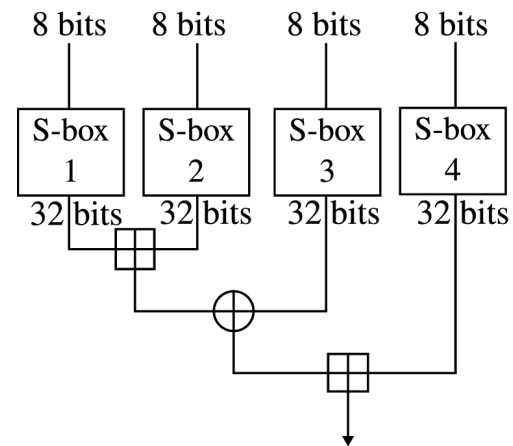 8 bits 8 bits 8 bits 8 bits
S-box S-box S-box S-box
1 2 3 4
32 bits 32 bits 32 bits 32 bits